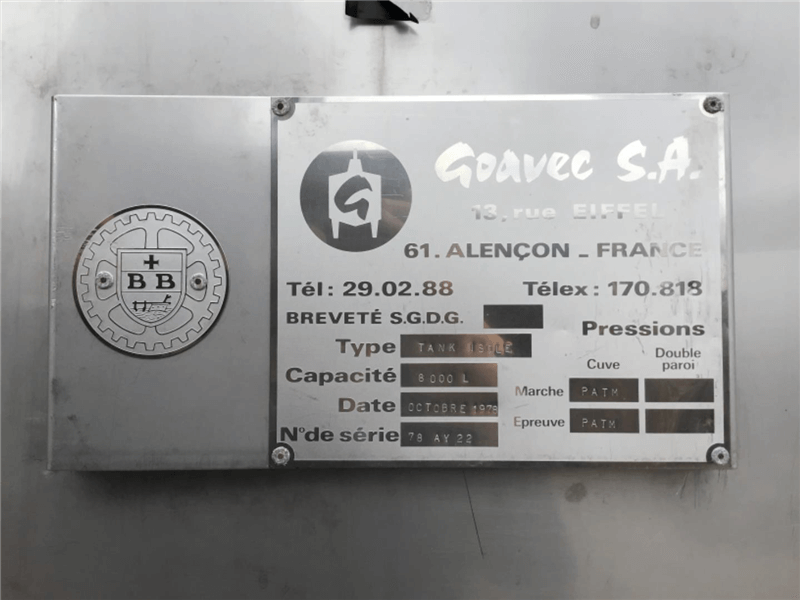 G
Goavec S.A.
13, rue EIFFEL
61. ALENÇON - FRANCE
Tél: 29.02.88 Télex: 170.818
BREVETÉ S.G.D.G.
Pressions
Type TANK ISOLE
Cuve Double paroi
Capacité 8000 L
Marche PATM
Date OCTOBRE 1978
Epreuve PATM
N°de série 78 AY 22
B B